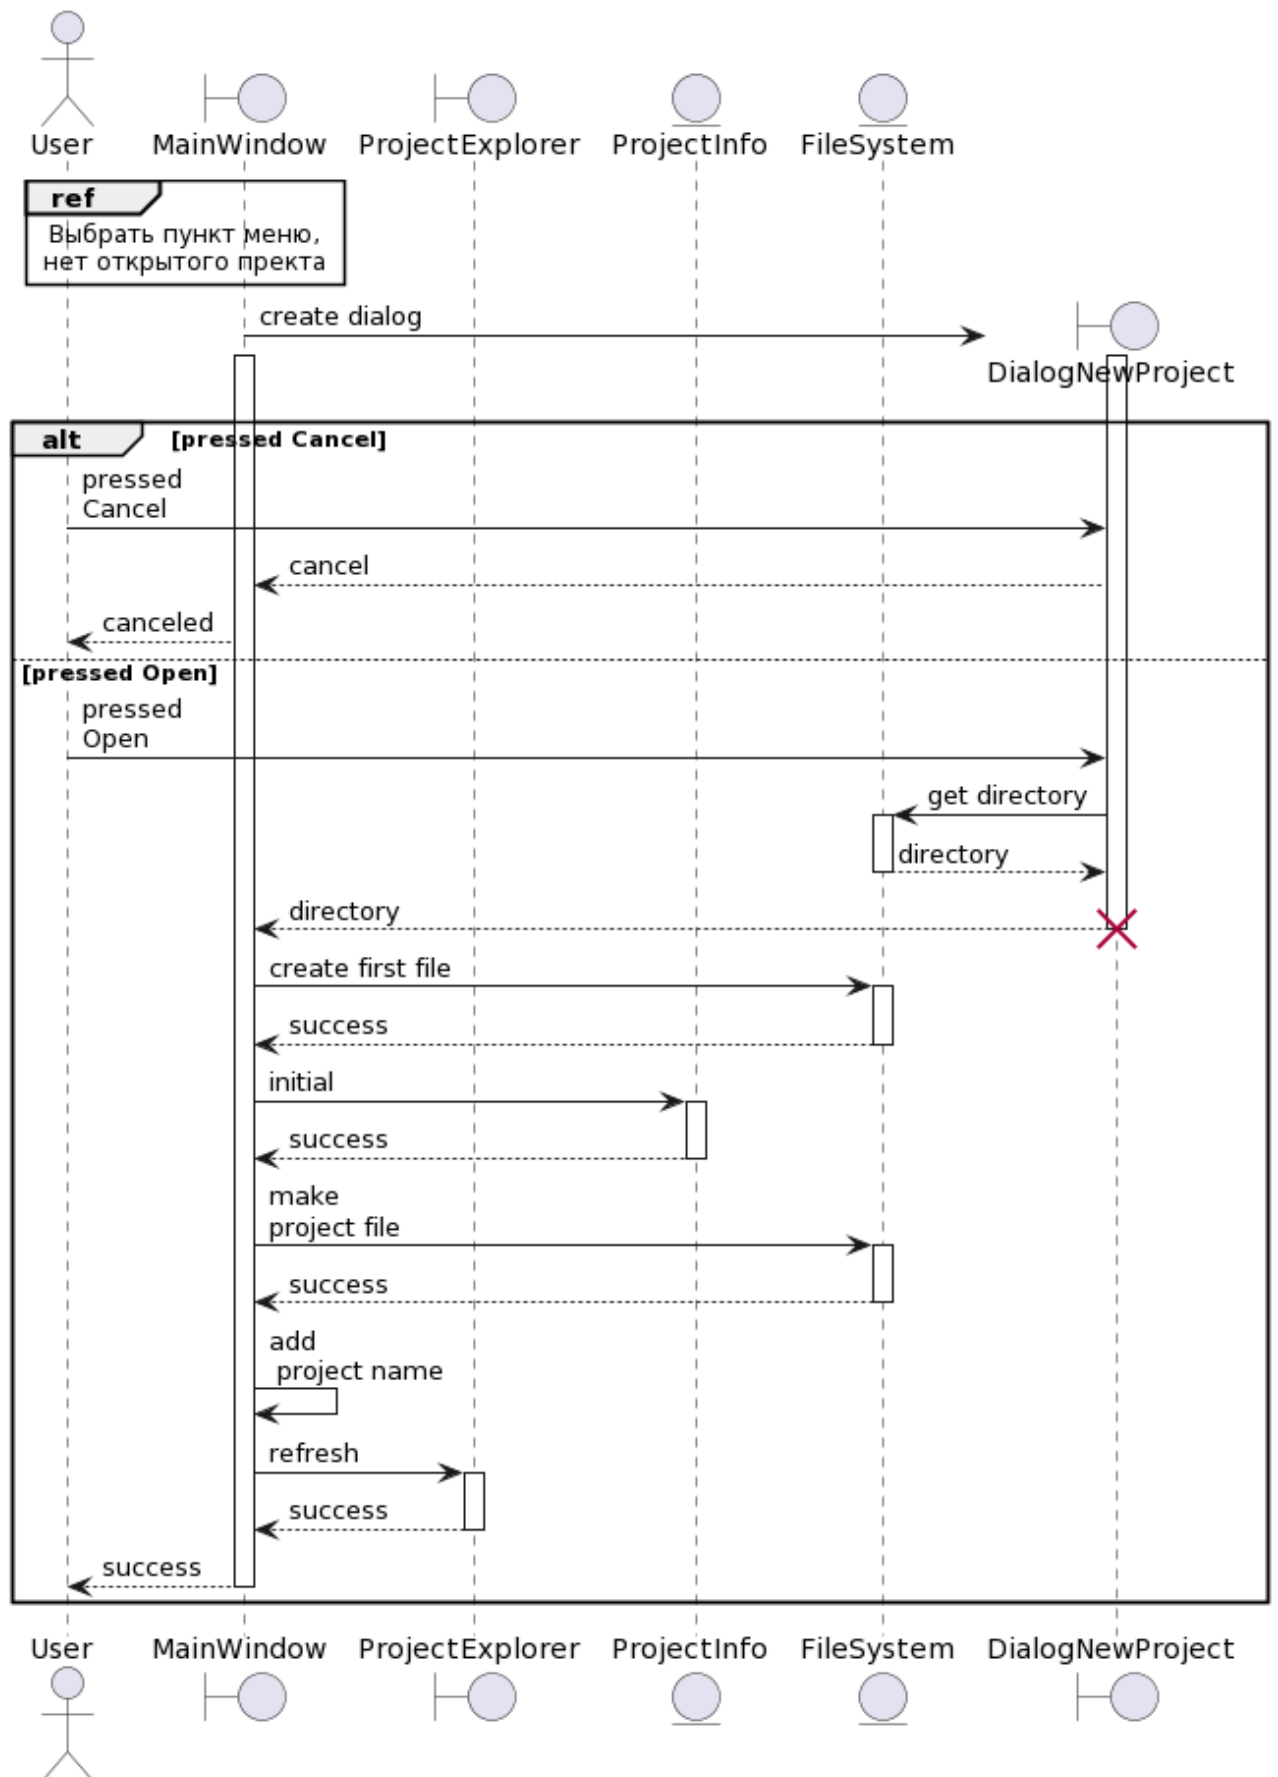 User MainWindow ProjectExplorer ProjectInfo FileSystem
ref
Выбрать пункт меню,
нет открытого пректа
create dialog
DialogNewProject
alt [pressed Cancel]
pressed
Cancel
cancel
canceled
[pressed Open]
pressed
Open
get directory
directory
directory
create first file
success
initial
success
make
project file
success
add
project name
refresh
success
success
User MainWindow ProjectExplorer ProjectInfo FileSystem DialogNewProject